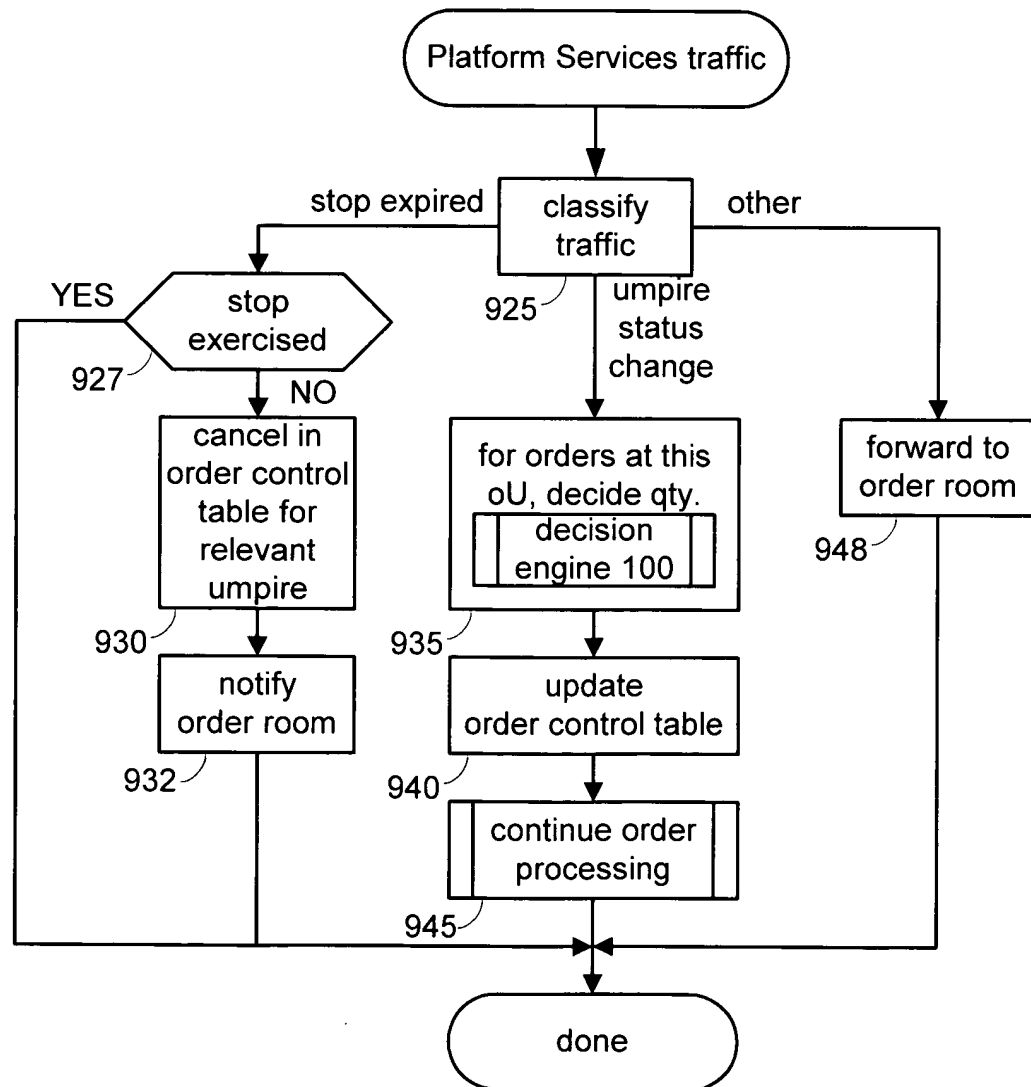 Platform Services traffic
stop expired
classify
traffic
other
925
umpire
status
change
YES
stop
exercised
927
NO
cancel in
order control
table for
relevant
umpire
930
notify
order room
932
for orders at this
oU, decide qty.
decision
engine 100
935
update
order control table
940
continue order
processing
945
forward to
order room
948
done